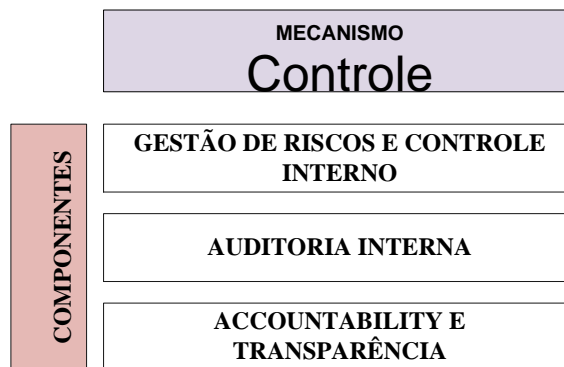 MECANISMO
Controle
COMPONENTES
GESTÃO DE RISCOS E CONTROLE
INTERNO
AUDITORIA INTERNA
ACCOUNTABILITY E
TRANSPARÊNCIA